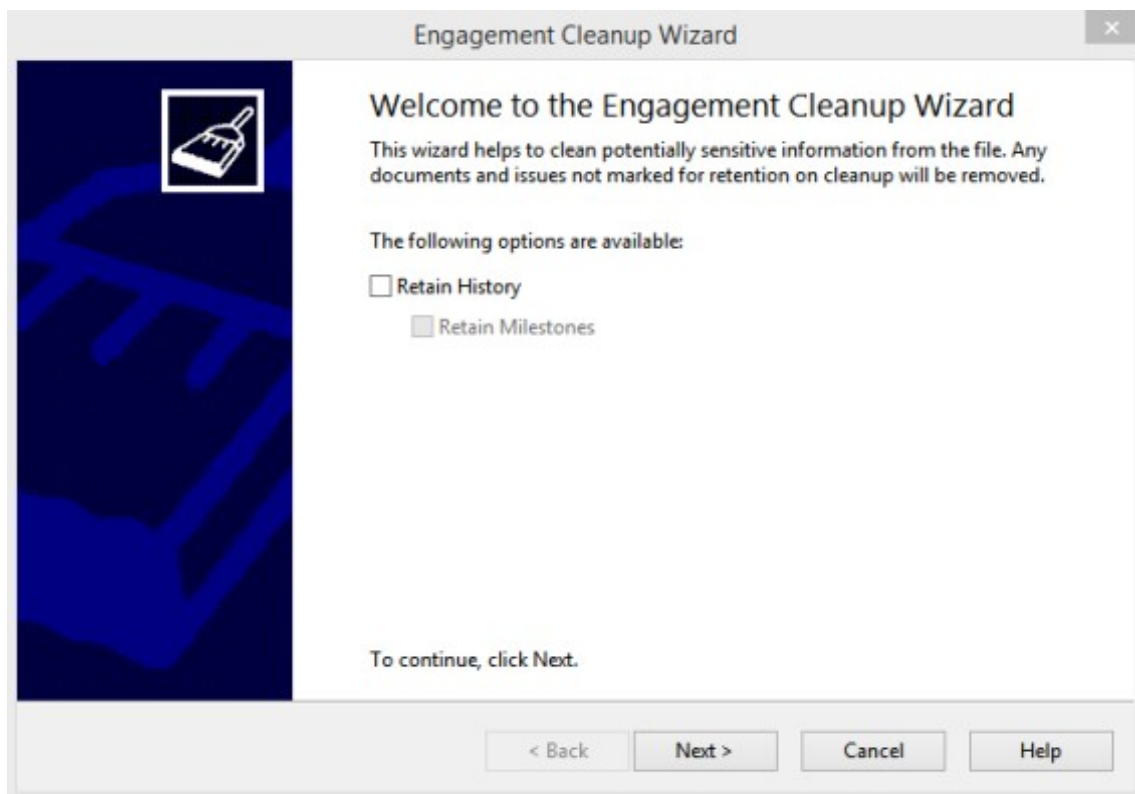 Engagement Cleanup Wizard
Welcome to the Engagement Cleanup Wizard
This wizard helps to clean potentially sensitive information from the file. Any
documents and issues not marked for retention on cleanup will be removed.
The following options are available:
Retain History
Retain Milestones
To continue, click Next.
< Back
Next >
Cancel
Help